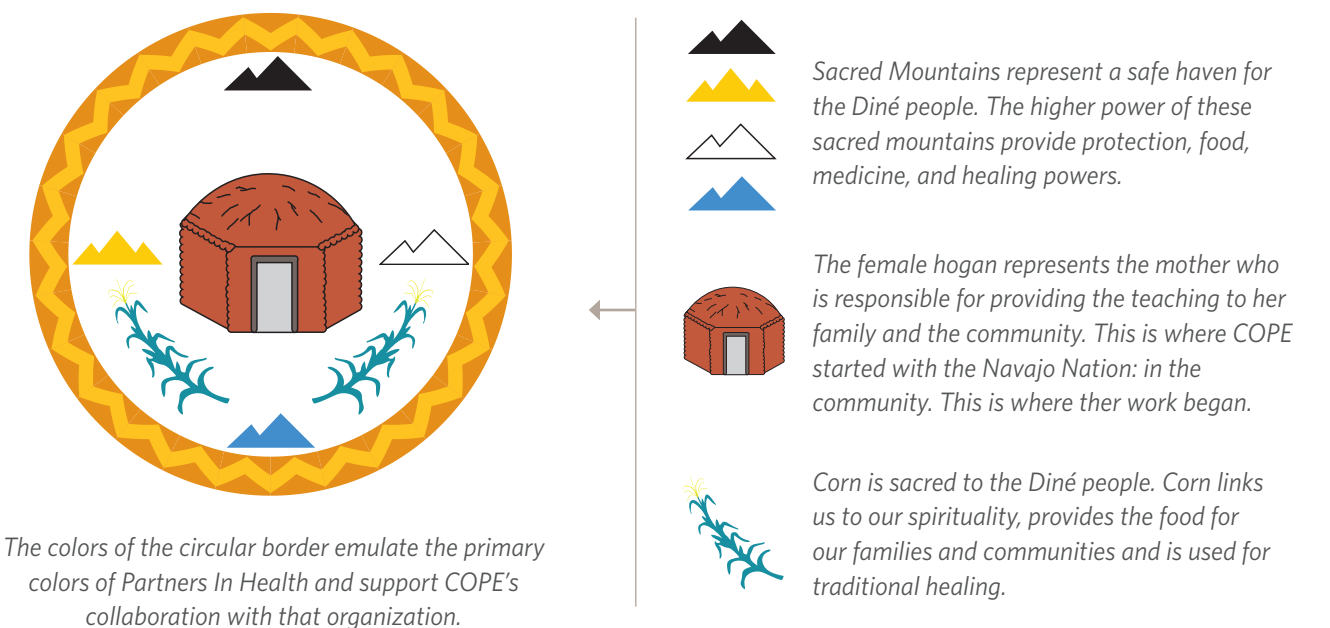 Sacred Mountains represent a safe haven for
the Diné people. The higher power of these
sacred mountains provide protection, food,
medicine, and healing powers.
The female hogan represents the mother who
is responsible for providing the teaching to her
family and the community. This is where COPE
started with the Navajo Nation: in the
community. This is where ther work began.
Corn is sacred to the Diné people. Corn links
us to our spirituality, provides the food for
our families and communities and is used for
traditional healing.
The colors of the circular border emulate the primary
colors of Partners In Health and support COPE’s
collaboration with that organization.